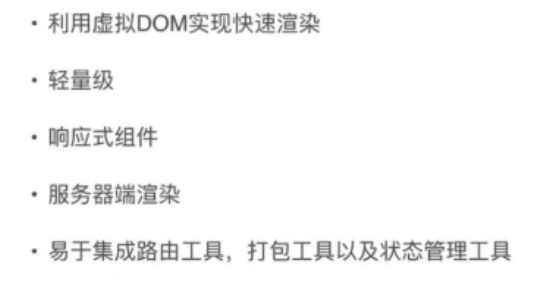 • 利用虚拟DOM实现快速渲染
• 轻量级
• 响应式组件
• 服务器端渲染
• 易于集成路由工具，打包工具以及状态管理工具